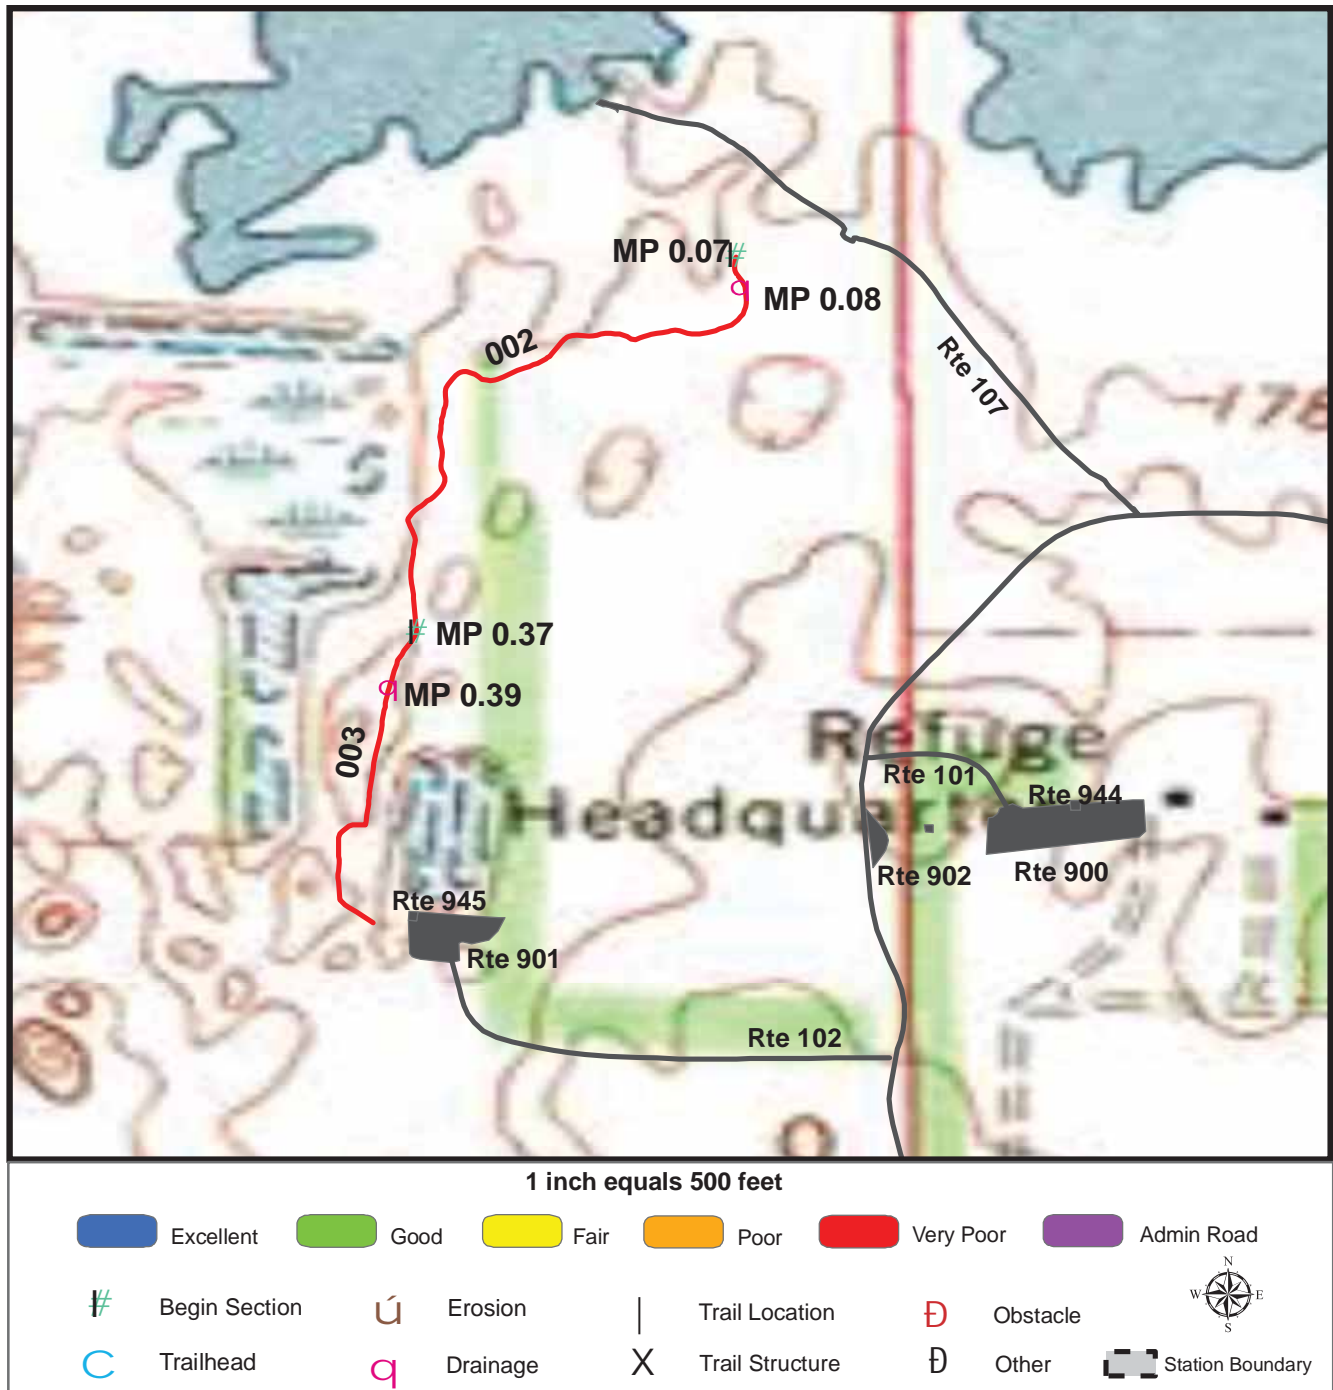 MP 0.07
#
q
MP 0.08
002
Rte 107
178
S
#
MP 0.37
q
MP 0.39
003
Refuge
Headquart
Rte 101
Rte 944
Rte 902
Rte 900
Rte 945
Rte 901
Rte 102
1 inch equals 500 feet
Excellent
Good
Fair
Poor
Very Poor
Admin Road
# Begin Section
ú Erosion
| Trail Location
Đ Obstacle
N
W E
S
C Trailhead
q Drainage
X Trail Structure
Đ Other
Station Boundary